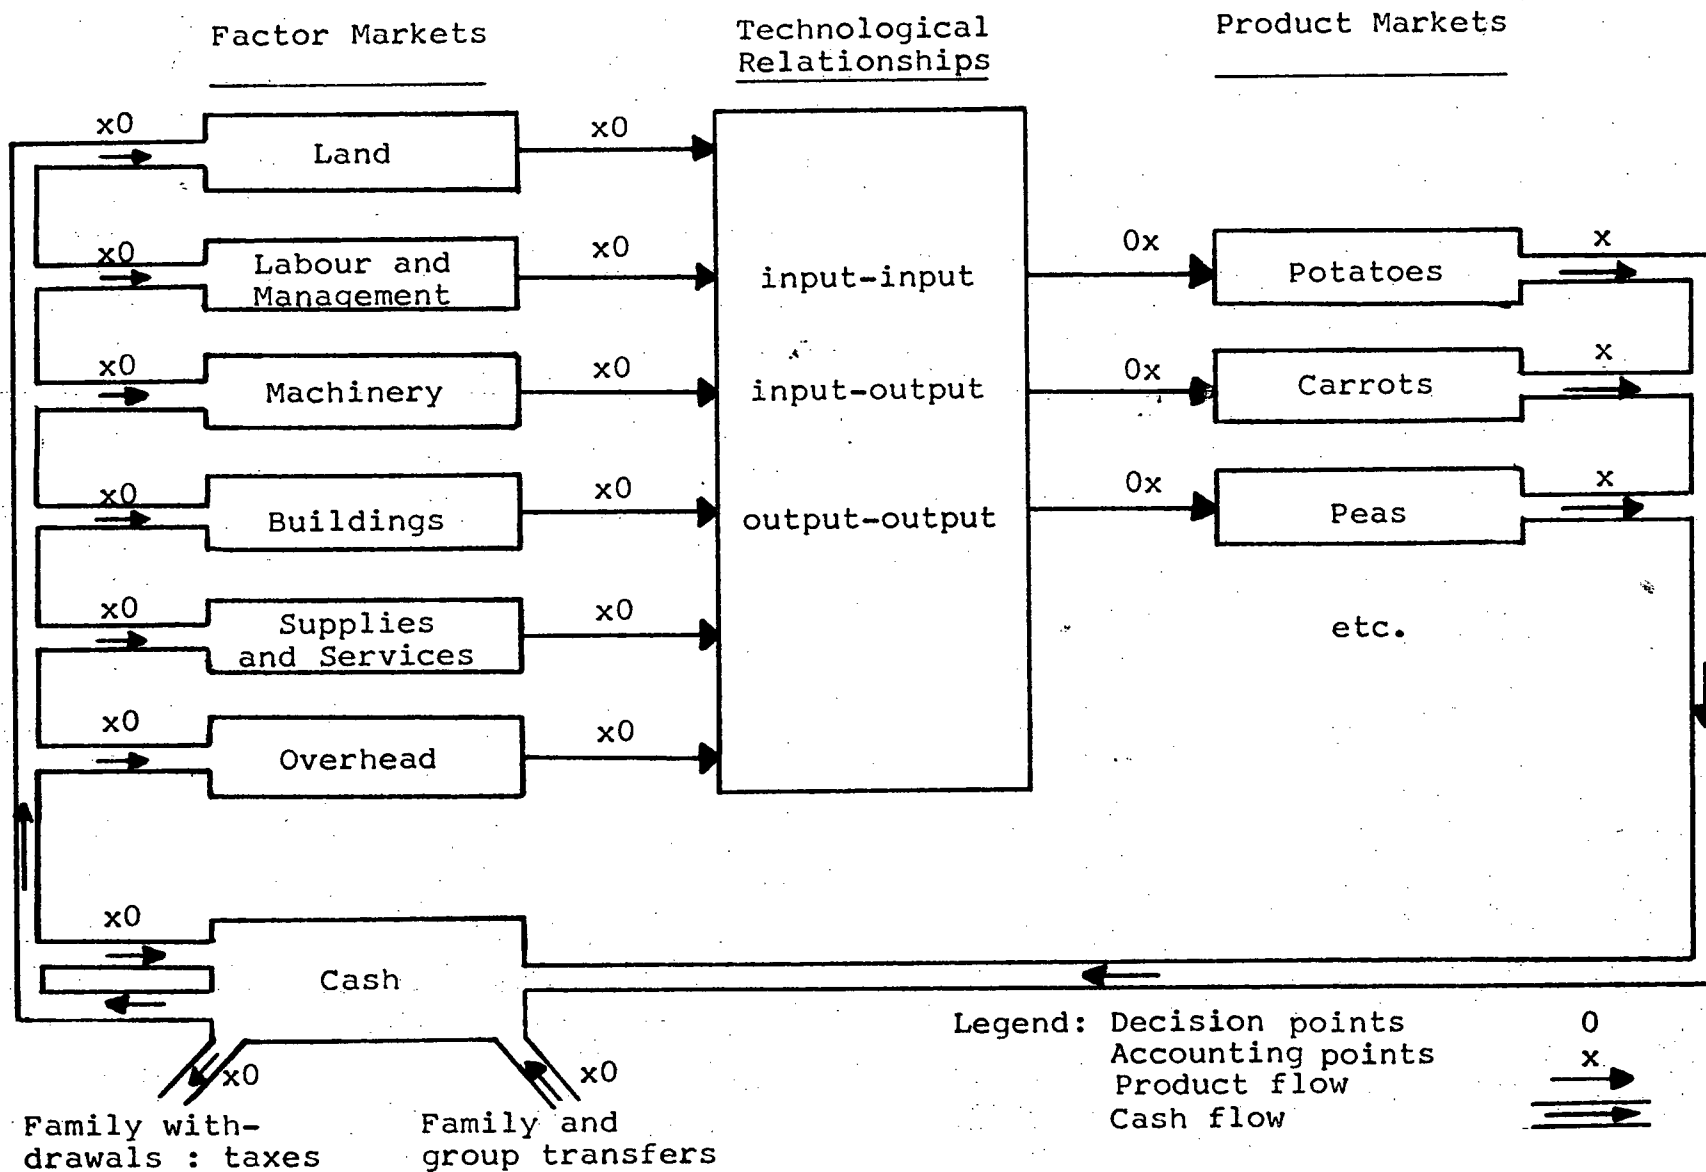 Factor Markets
Technological
Relationships
Product Markets
x0
Land
x0
x0
Labour and
Management
x0
x0
Machinery
x0
x0
Buildings
x0
x0
Supplies
and Services
x0
x0
Overhead
x0
input-input
input-output
output-output
0x
Potatoes
x
0x
Carrots
x
0x
Peas
x
etc.
x0
Cash
x0
Family with-
drawals : taxes
x0
Family and
group transfers
Legend: Decision points 0
Accounting points x
Product flow
Cash flow